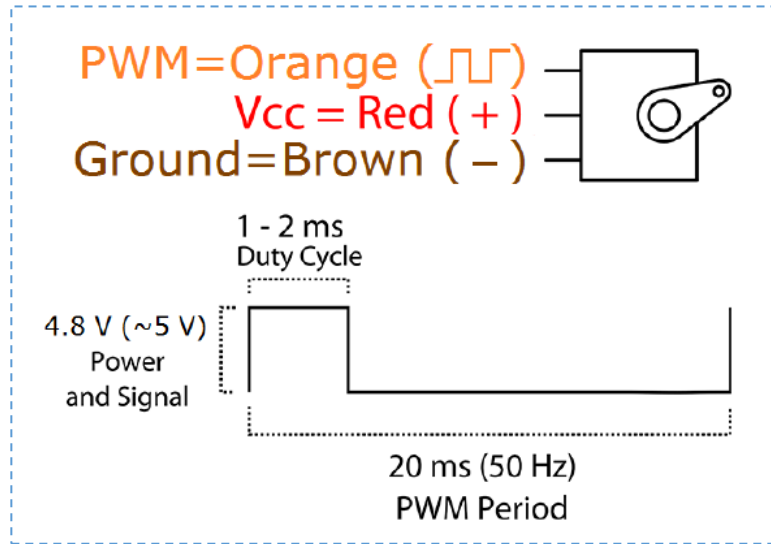 PWM=Orange (⎍⎍)
Vcc = Red ( + )
Ground=Brown ( – )
1 - 2 ms
Duty Cycle
4.8 V (~5 V)
Power
and Signal
20 ms (50 Hz)
PWM Period